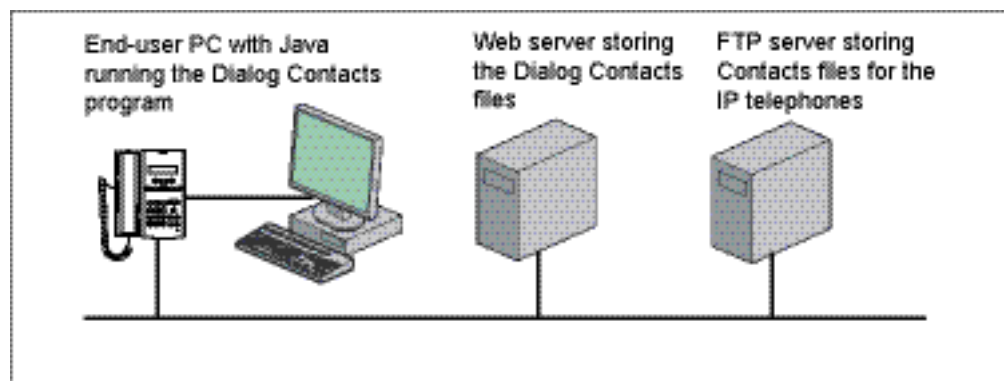 End-user PC with Java
running the Dialog Contacts
program
Web server storing
the Dialog Contacts
files
FTP server storing
Contacts files for the
IP telephones